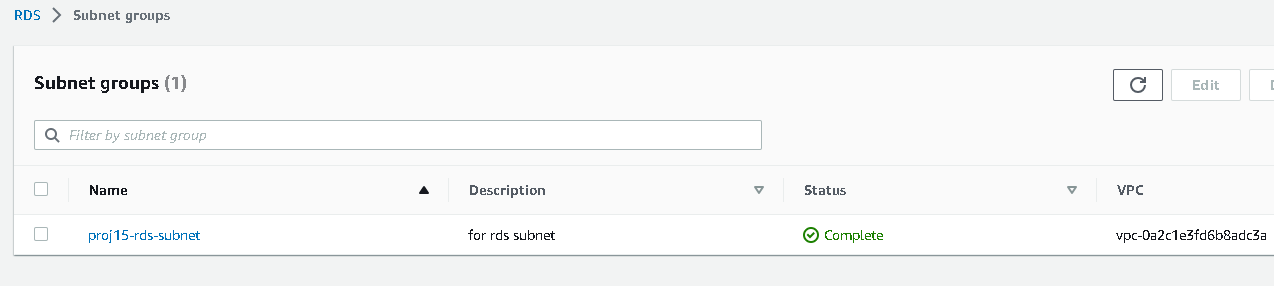 RDS > Subnet groups
Subnet groups (1)
Edit
Filter by subnet group
Name Description Status VPC
proj15-rds-subnet for rds subnet Complete vpc-0a2c1e3fd6b8adc3a